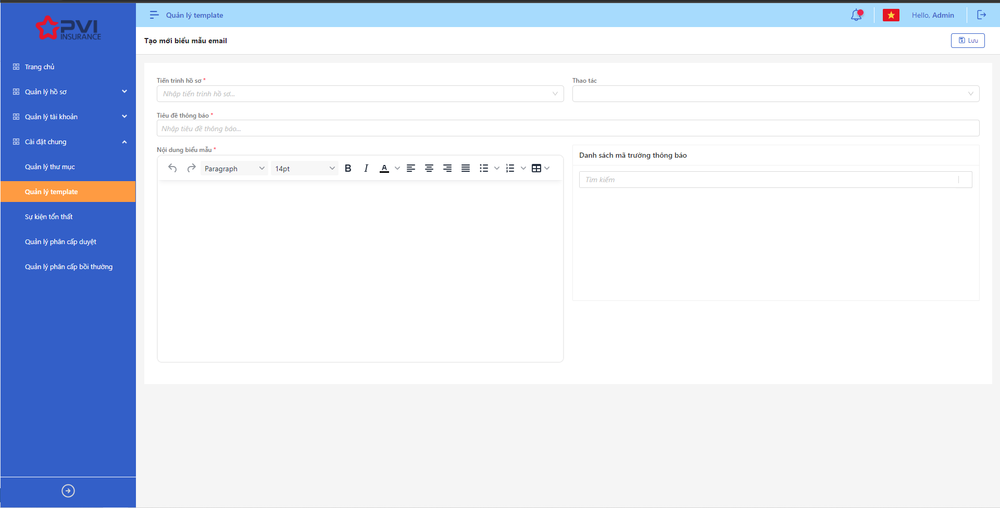 PVI
INSURANCE
Trang chủ
Quản lý hồ sơ
Quản lý tài khoản
Cài đặt chung
Quản lý thư mục
Quản lý template
Sự kiện tổn thất
Quản lý phân cấp duyệt
Quản lý phân cấp bồi thường
Quản lý template
Hello, Admin
Tạo mới biểu mẫu email
Lưu
Tiến trình hồ sơ *
Thao tác
Nhập tiến trình hồ sơ...
Tiêu đề thông báo *
Nhập tiêu đề thông báo...
Nội dung biểu mẫu *
Paragraph
14pt
B I A
Danh sách mã trường thông báo
Tìm kiếm